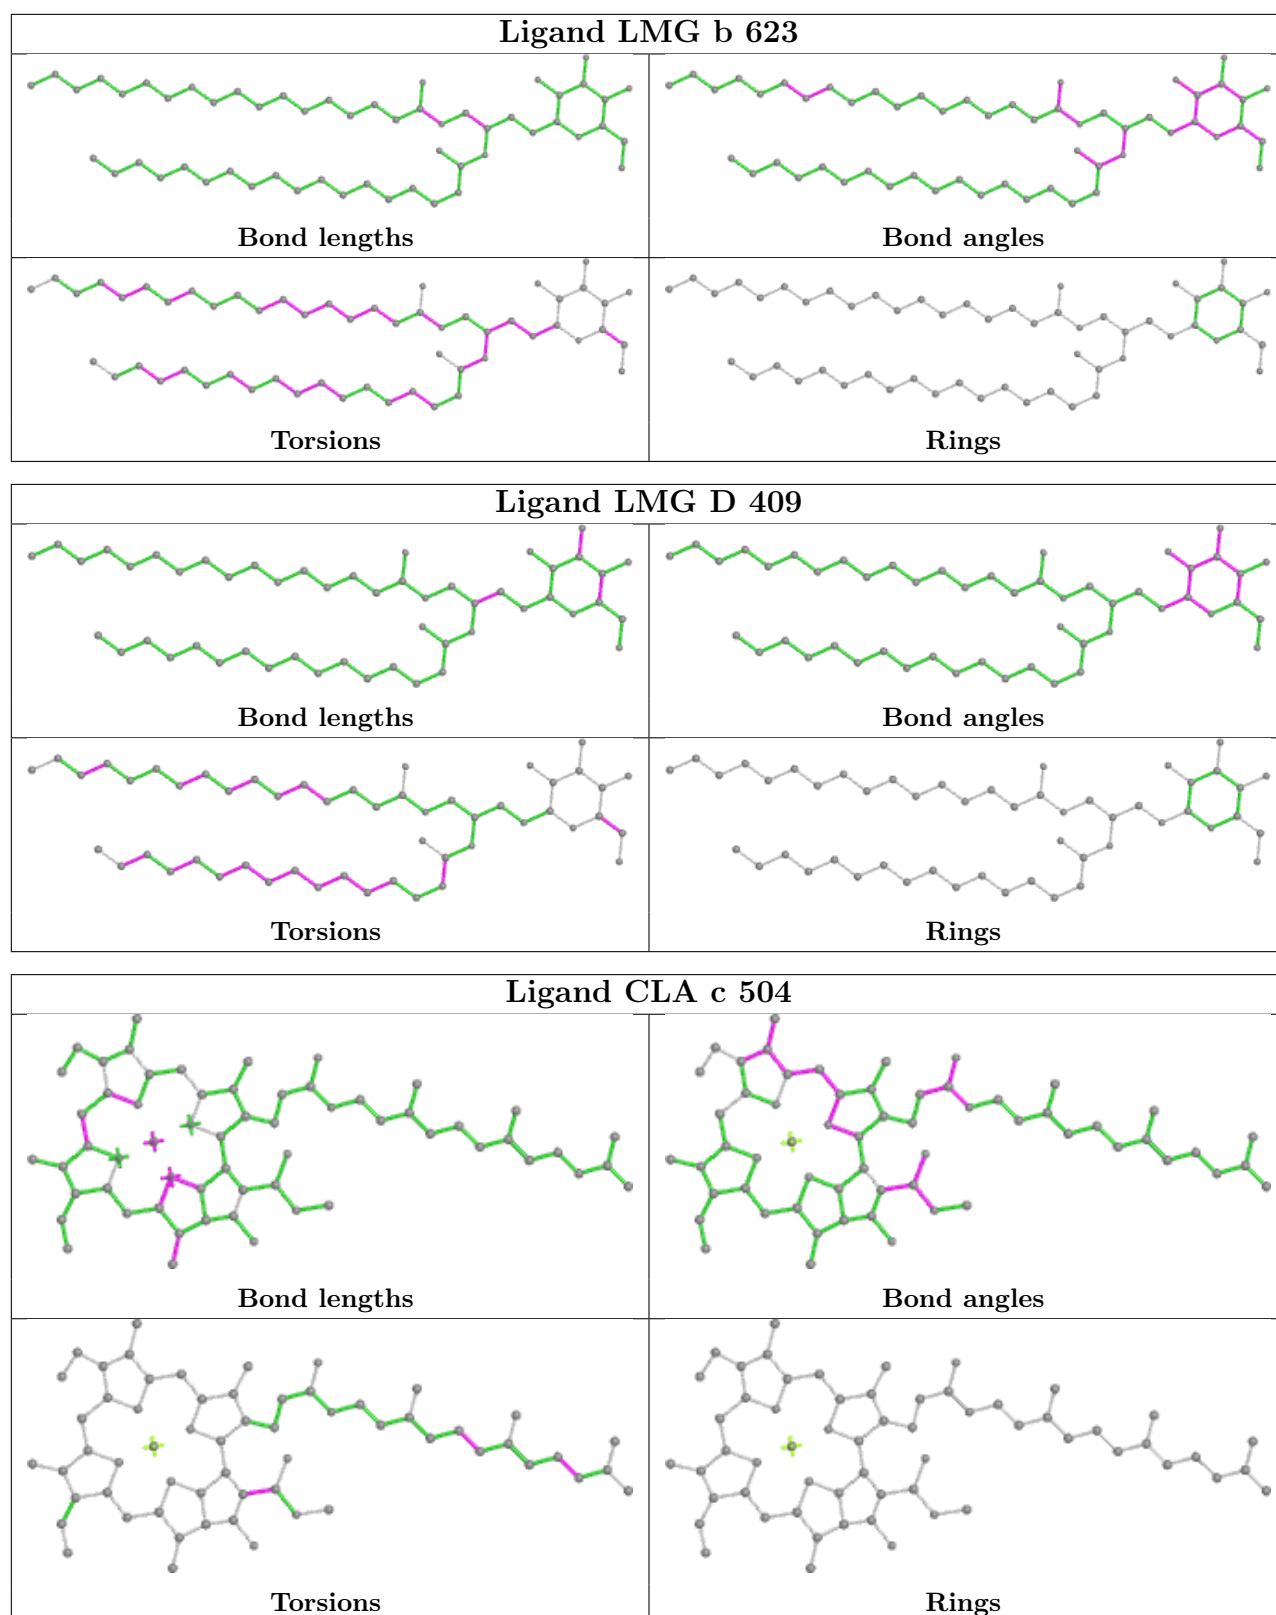 Ligand LMG b 623
Bond lengths
Bond angles
Torsions
Rings
Ligand LMG D 409
Bond lengths
Bond angles
Torsions
Rings
Ligand CLA c 504
Bond lengths
Bond angles
Torsions
Rings